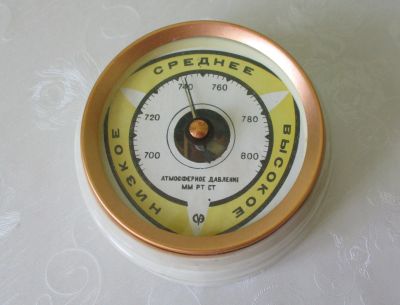 СРЕДНЕЕ
НИЗКОЕ
ВЫСОКОЕ
740 760
720 780
700 800
АТМОСФЕРНОЕ ДАВЛЕНИЕ
ММ РТ СТ